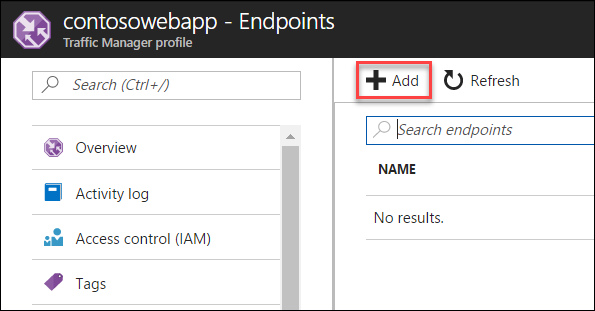 contosowebapp - Endpoints
Traffic Manager profile
Search (Ctrl+/)
Overview
Activity log
Access control (IAM)
Tags
Add
Refresh
Search endpoints
NAME
No results.